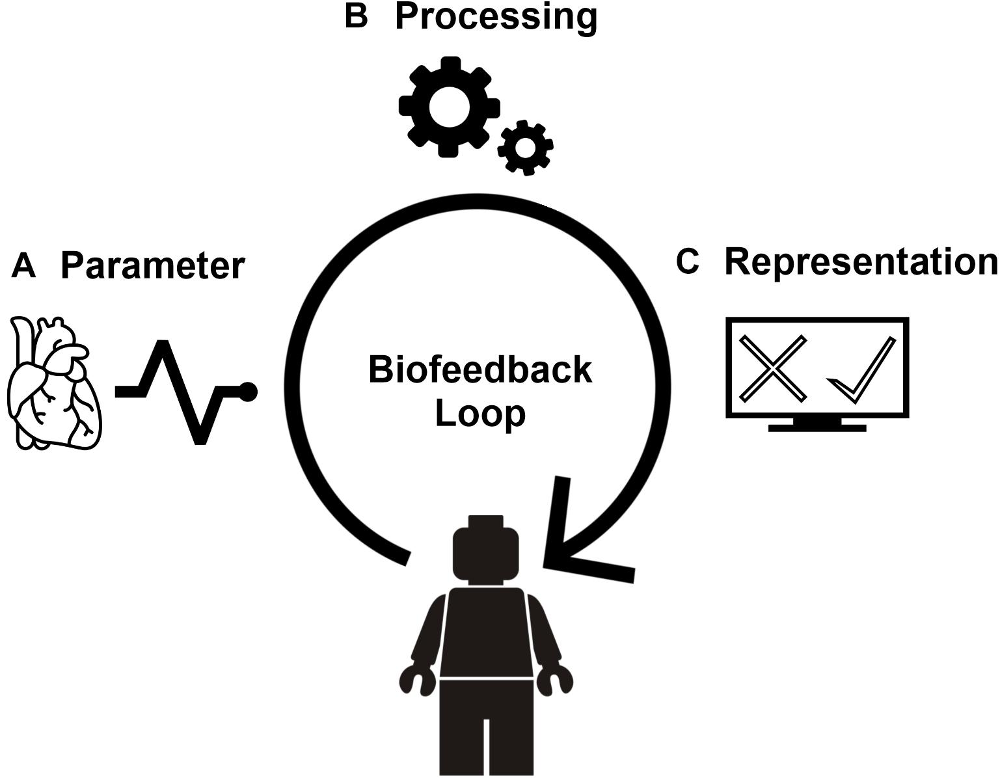 B Processing
A Parameter
C Representation
Biofeedback
Loop